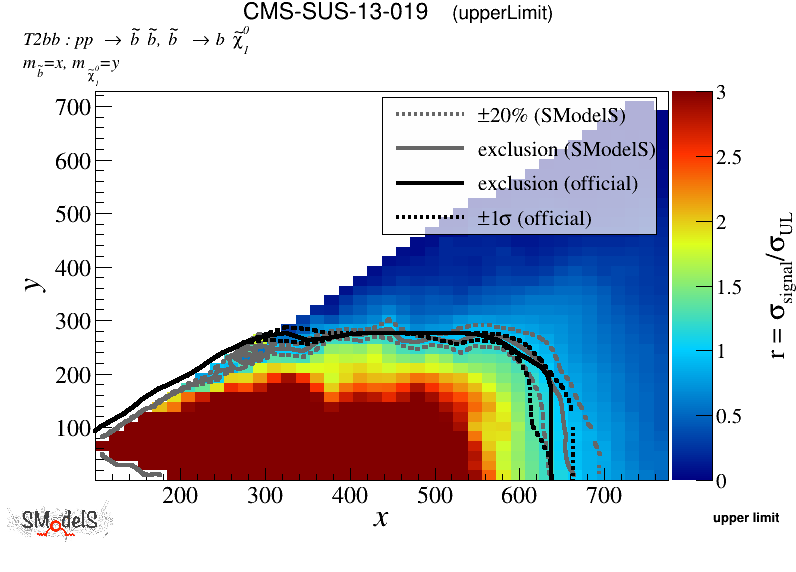 CMS-SUS-13-019 (upperLimit)
T2bb : pp → b̃ b̃, b̃ → b χ̃⁰₁
m_b̃=x, m_χ̃⁰₁=y
±20% (SModelS)
exclusion (SModelS)
exclusion (official)
±1σ (official)
700
600
500
400
300
200
100
y
200 300 400 500 600 700
x
3
2.5
2
1.5
1
0.5
0
r = σ_signal/σ_UL
SModelS
upper limit